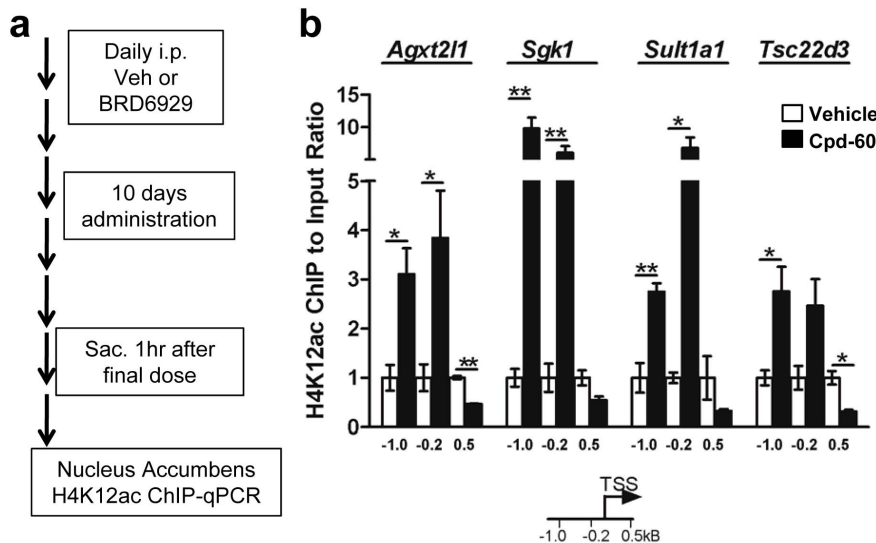 a
Daily i.p.
Veh or
BRD6929
10 days
administration
Sac. 1hr after
final dose
Nucleus Accumbens
H4K12ac ChIP-qPCR
b
Agxt2l1 Sgk1 Sult1a1 Tsc22d3
Vehicle
Cpd-60
H4K12ac ChIP to Input Ratio
15
10
5
4
3
2
1
0
** ** * * * ** * * ** *
-1.0 -0.2 0.5 -1.0 -0.2 0.5 -1.0 -0.2 0.5 -1.0 -0.2 0.5
TSS
-1.0 -0.2 0.5kB